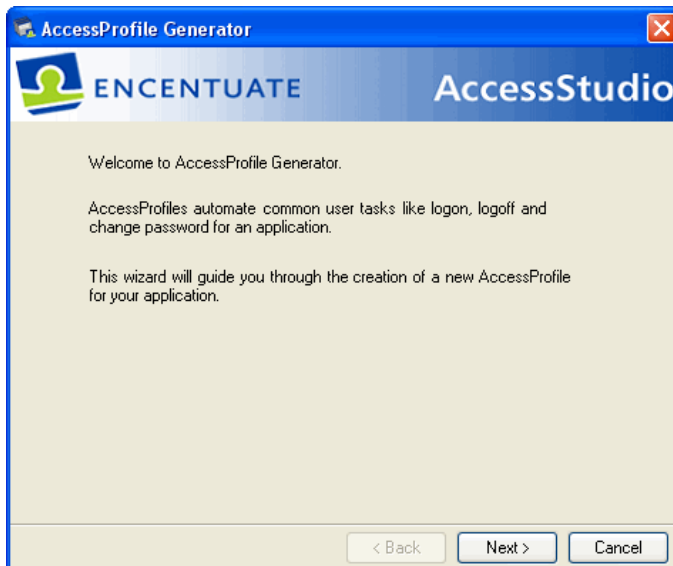 AccessProfile Generator
ENCENTUATE AccessStudio
Welcome to AccessProfile Generator.
AccessProfiles automate common user tasks like logon, logoff and
change password for an application.
This wizard will guide you through the creation of a new AccessProfile
for your application.
< Back Next > Cancel